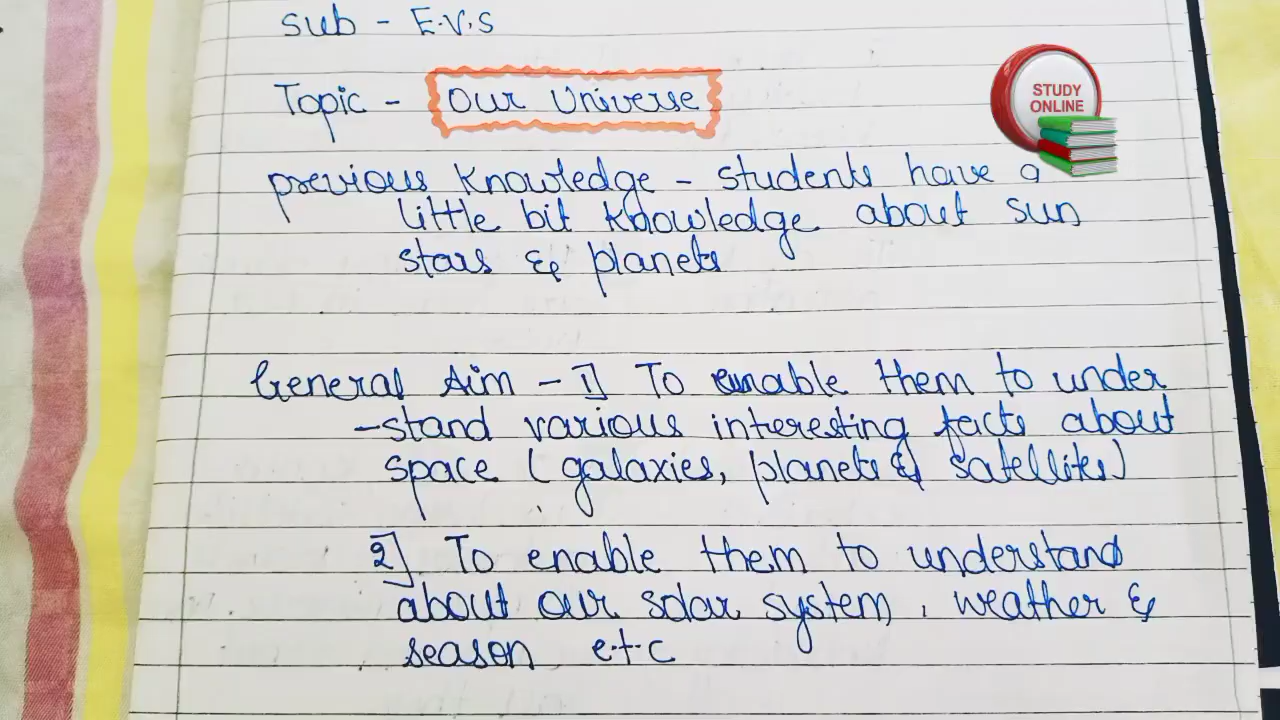 Sub - E.V.S
STUDY
ONLINE
Topic - Our Universe
previous knowledge - students have a
little bit knowledge about sun
stars & planets
General Aim - 1] To enable them to under
-stand various interesting facts about
space (galaxies, planets & satellites)
2] To enable them to understand
about our solar system, weather &
season e.t.c